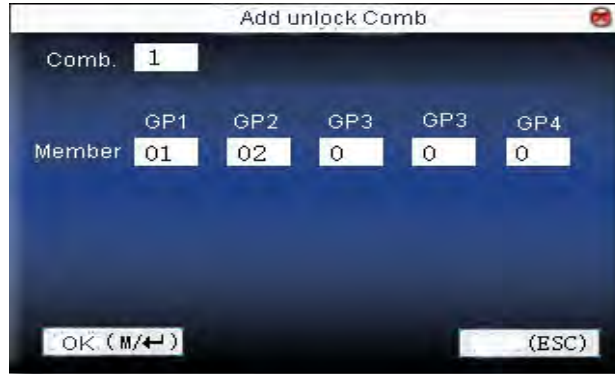 Add unlock Comb
Comb. 1
GP1 GP2 GP3 GP3 GP4
Member 01 02 0 0 0
OK (M/↵) (ESC)